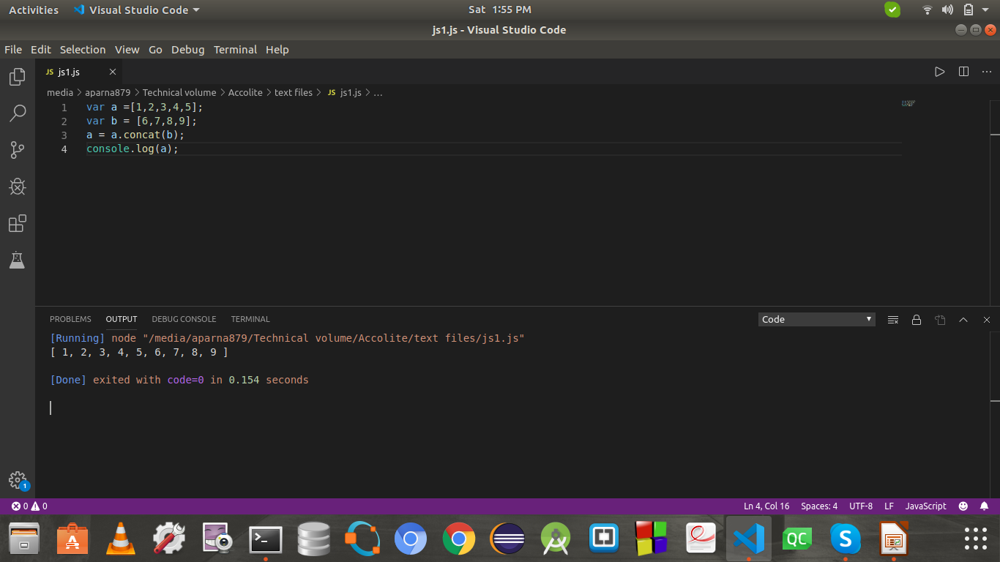 Activities Visual Studio Code Sat 1:55 PM
js1.js - Visual Studio Code
File Edit Selection View Go Debug Terminal Help
JS js1.js
media > aparna879 > Technical volume > Accolite > text files > JS js1.js > …
1 var a =[1,2,3,4,5];
2 var b = [6,7,8,9];
3 a = a.concat(b);
4 console.log(a);
PROBLEMS OUTPUT DEBUG CONSOLE TERMINAL Code
[Running] node "/media/aparna879/Technical volume/Accolite/text files/js1.js"
[ 1, 2, 3, 4, 5, 6, 7, 8, 9 ]
[Done] exited with code=0 in 0.154 seconds
1
0 0 Ln 4, Col 16 Spaces: 4 UTF-8 LF JavaScript
A >_ QC S